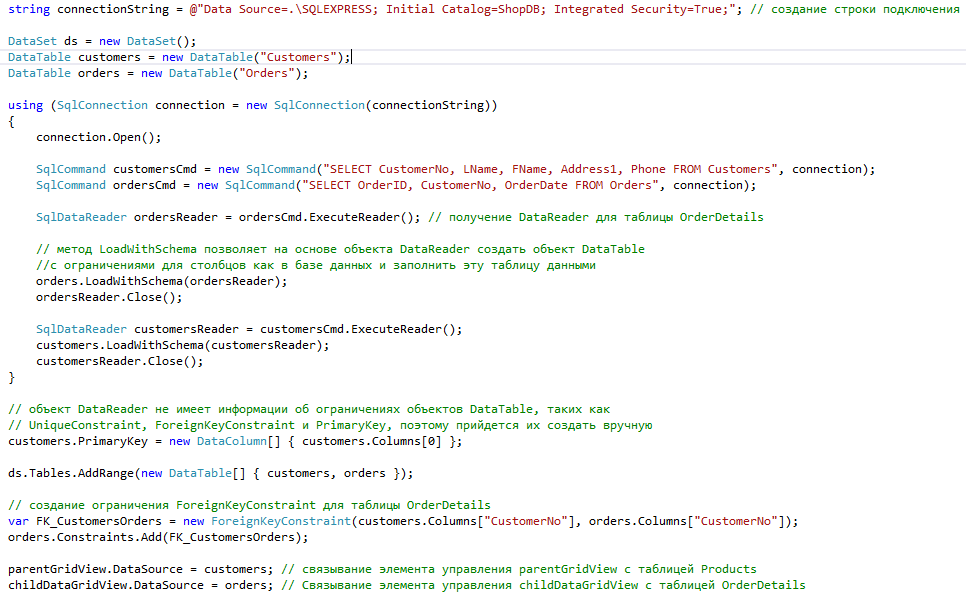 string connectionString = @"Data Source=.\SQLEXPRESS; Initial Catalog=ShopDB; Integrated Security=True;"; // создание строки подключения
DataSet ds = new DataSet();
DataTable customers = new DataTable("Customers");
DataTable orders = new DataTable("Orders");
using (SqlConnection connection = new SqlConnection(connectionString))
{
connection.Open();
SqlCommand customersCmd = new SqlCommand("SELECT CustomerNo, LName, FName, Address1, Phone FROM Customers", connection);
SqlCommand ordersCmd = new SqlCommand("SELECT OrderID, CustomerNo, OrderDate FROM Orders", connection);
SqlDataReader ordersReader = ordersCmd.ExecuteReader(); // получение DataReader для таблицы OrderDetails
// метод LoadWithSchema позволяет на основе объекта DataReader создать объект DataTable
//с ограничениями для столбцов как в базе данных и заполнить эту таблицу данными
orders.LoadWithSchema(ordersReader);
ordersReader.Close();
SqlDataReader customersReader = customersCmd.ExecuteReader();
customers.LoadWithSchema(customersReader);
customersReader.Close();
}
// объект DataReader не имеет информации об ограничениях объектов DataTable, таких как
// UniqueConstraint, ForeignKeyConstraint и PrimaryKey, поэтому прийдется их создать вручную
customers.PrimaryKey = new DataColumn[] { customers.Columns[0] };
ds.Tables.AddRange(new DataTable[] { customers, orders });
// создание ограничения ForeignKeyConstraint для таблицы OrderDetails
var FK_CustomersOrders = new ForeignKeyConstraint(customers.Columns["CustomerNo"], orders.Columns["CustomerNo"]);
orders.Constraints.Add(FK_CustomersOrders);
parentGridView.DataSource = customers; // связывание элемента управления parentGridView с таблицей Products
childDataGridView.DataSource = orders; // Связывание элемента управления childDataGridView с таблицей OrderDetails